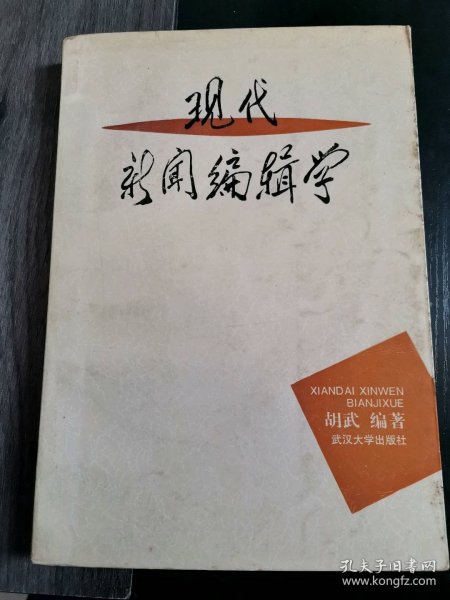 现代
新闻编辑学
XIANDAI XINWEN
BIANJIXUE
胡武 编著
武汉大学出版社
孔夫子旧书网
www.kongfz.com